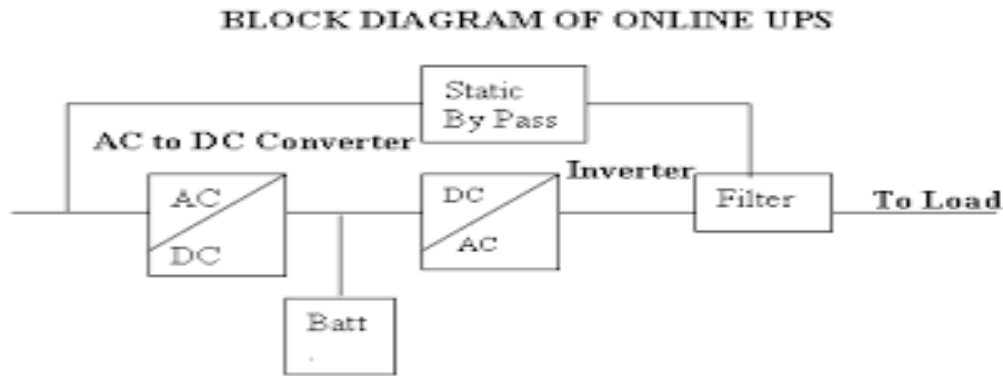 BLOCK DIAGRAM OF ONLINE UPS
Static
By Pass
AC to DC Converter
Inverter
AC
DC
DC
AC
Filter
To Load
Batt
.